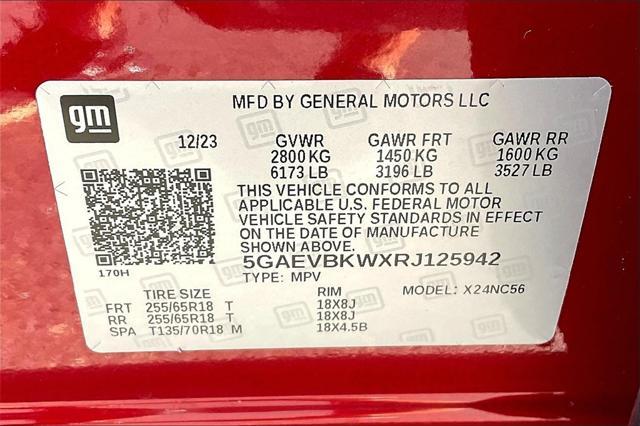 gm
MFD BY GENERAL MOTORS LLC
12/23 GVWR GAWR FRT GAWR RR
2800 KG 1450 KG 1600 KG
6173 LB 3196 LB 3527 LB
THIS VEHICLE CONFORMS TO ALL
APPLICABLE U.S. FEDERAL MOTOR
VEHICLE SAFETY STANDARDS IN EFFECT
ON THE DATE OF MANUFACTURE
SHOWN ABOVE.
170H
5GAEVBKWXRJ125942
TYPE: MPV MODEL: X24NC56
TIRE SIZE RIM
FRT 255/65R18 T 18X8J
RR 255/65R18 T 18X8J
SPA T135/70R18 M 18X4.5B